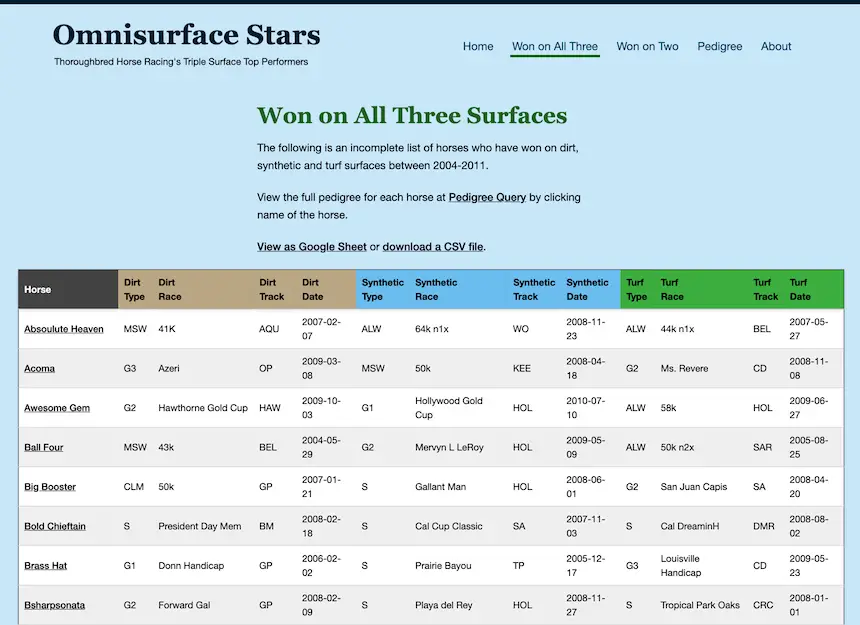 Omnisurface Stars
Thoroughbred Horse Racing's Triple Surface Top Performers
Home Won on All Three Won on Two Pedigree About
Won on All Three Surfaces
The following is an incomplete list of horses who have won on dirt,
synthetic and turf surfaces between 2004-2011.
View the full pedigree for each horse at Pedigree Query by clicking
name of the horse.
View as Google Sheet or download a CSV file.
Horse Dirt Type Dirt Race Dirt Track Dirt Date Synthetic Type Synthetic Race Synthetic Track Synthetic Date Turf Type Turf Race Turf Track Turf Date
Absoulute Heaven MSW 41K AQU 2007-02-07 ALW 64k n1x WO 2008-11-23 ALW 44k n1x BEL 2007-05-27
Acoma G3 Azeri OP 2009-03-08 MSW 50k KEE 2008-04-18 G2 Ms. Revere CD 2008-11-08
Awesome Gem G2 Hawthorne Gold Cup HAW 2009-10-03 G1 Hollywood Gold Cup HOL 2010-07-10 ALW 58k HOL 2009-06-27
Ball Four MSW 43k BEL 2004-05-29 G2 Mervyn L LeRoy HOL 2009-05-09 ALW 50k n2x SAR 2005-08-25
Big Booster CLM 50k GP 2007-01-21 S Gallant Man HOL 2008-06-01 G2 San Juan Capis SA 2008-04-20
Bold Chieftain S President Day Mem BM 2008-02-18 S Cal Cup Classic SA 2007-11-03 S Cal DreaminH DMR 2008-08-02
Brass Hat G1 Donn Handicap GP 2006-02-02 S Prairie Bayou TP 2005-12-17 G3 Louisville Handicap CD 2009-05-23
Bsharpsonata G2 Forward Gal GP 2008-02-09 S Playa del Rey HOL 2008-11-27 S Tropical Park Oaks CRC 2008-01-01